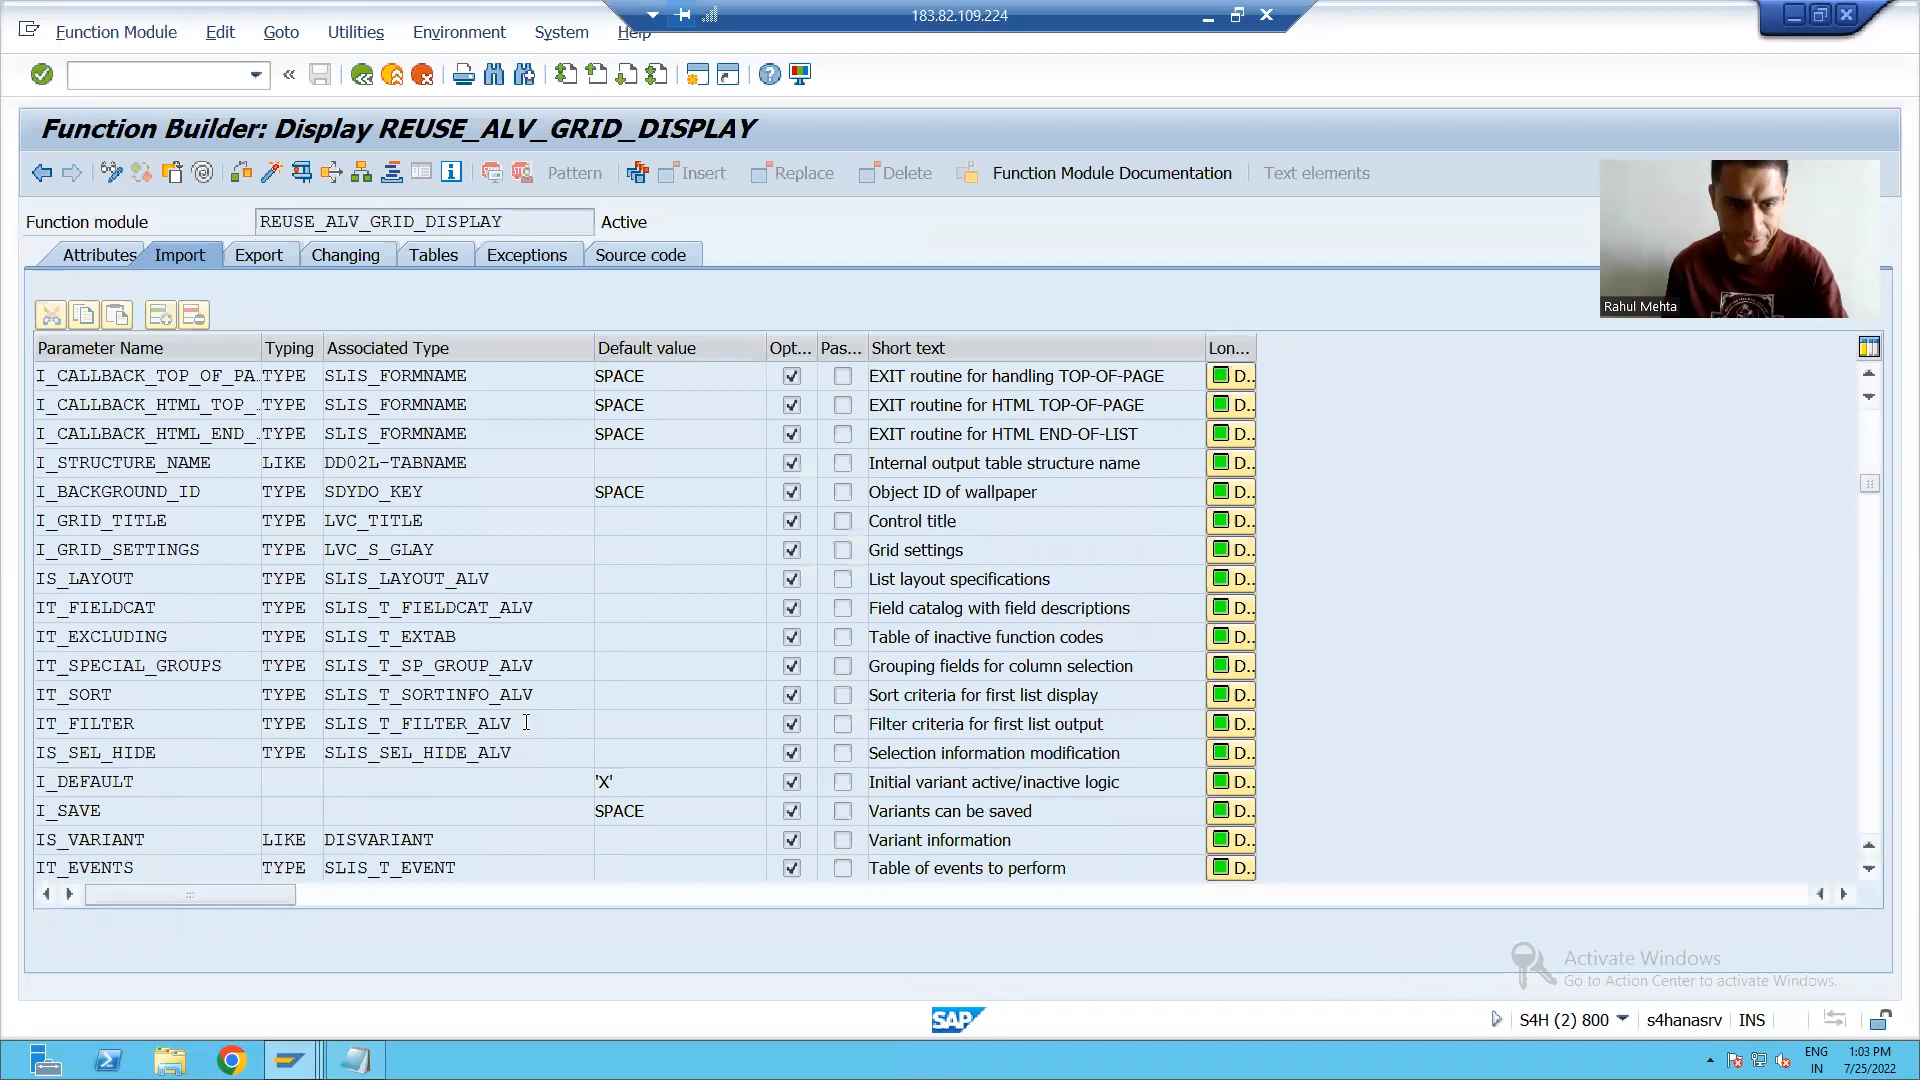 183.82.109.224
Function Module Edit Goto Utilities Environment System Help
Function Builder: Display REUSE_ALV_GRID_DISPLAY
Pattern Insert Replace Delete Function Module Documentation Text elements
Function module REUSE_ALV_GRID_DISPLAY Active
Attributes Import Export Changing Tables Exceptions Source code
Rahul Mehta
Parameter Name Typing Associated Type Default value Opt... Pas... Short text Lon...
I_CALLBACK_TOP_OF_PA... TYPE SLIS_FORMNAME SPACE EXIT routine for handling TOP-OF-PAGE D..
I_CALLBACK_HTML_TOP_... TYPE SLIS_FORMNAME SPACE EXIT routine for HTML TOP-OF-PAGE D..
I_CALLBACK_HTML_END_... TYPE SLIS_FORMNAME SPACE EXIT routine for HTML END-OF-LIST D..
I_STRUCTURE_NAME LIKE DD02L-TABNAME Internal output table structure name D..
I_BACKGROUND_ID TYPE SDYDO_KEY SPACE Object ID of wallpaper D..
I_GRID_TITLE TYPE LVC_TITLE Control title D..
I_GRID_SETTINGS TYPE LVC_S_GLAY Grid settings D..
IS_LAYOUT TYPE SLIS_LAYOUT_ALV List layout specifications D..
IT_FIELDCAT TYPE SLIS_T_FIELDCAT_ALV Field catalog with field descriptions D..
IT_EXCLUDING TYPE SLIS_T_EXTAB Table of inactive function codes D..
IT_SPECIAL_GROUPS TYPE SLIS_T_SP_GROUP_ALV Grouping fields for column selection D..
IT_SORT TYPE SLIS_T_SORTINFO_ALV Sort criteria for first list display D..
IT_FILTER TYPE SLIS_T_FILTER_ALV Filter criteria for first list output D..
IS_SEL_HIDE TYPE SLIS_SEL_HIDE_ALV Selection information modification D..
I_DEFAULT 'X' Initial variant active/inactive logic D..
I_SAVE SPACE Variants can be saved D..
IS_VARIANT LIKE DISVARIANT Variant information D..
IT_EVENTS TYPE SLIS_T_EVENT Table of events to perform D..
Activate Windows
Go to Action Center to activate Windows.
SAP S4H (2) 800 s4hanasrv INS
ENG 1:03 PM
IN 7/25/2022